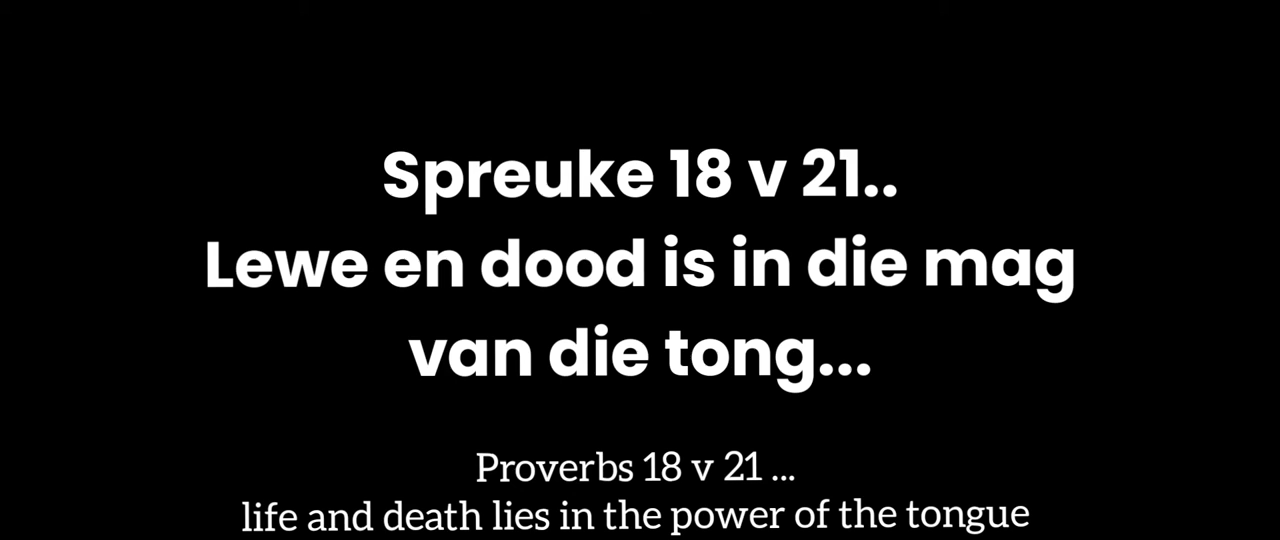 Spreuke 18 v 21..
Lewe en dood is in die mag
van die tong...
Proverbs 18 v 21 ...
life and death lies in the power of the tongue